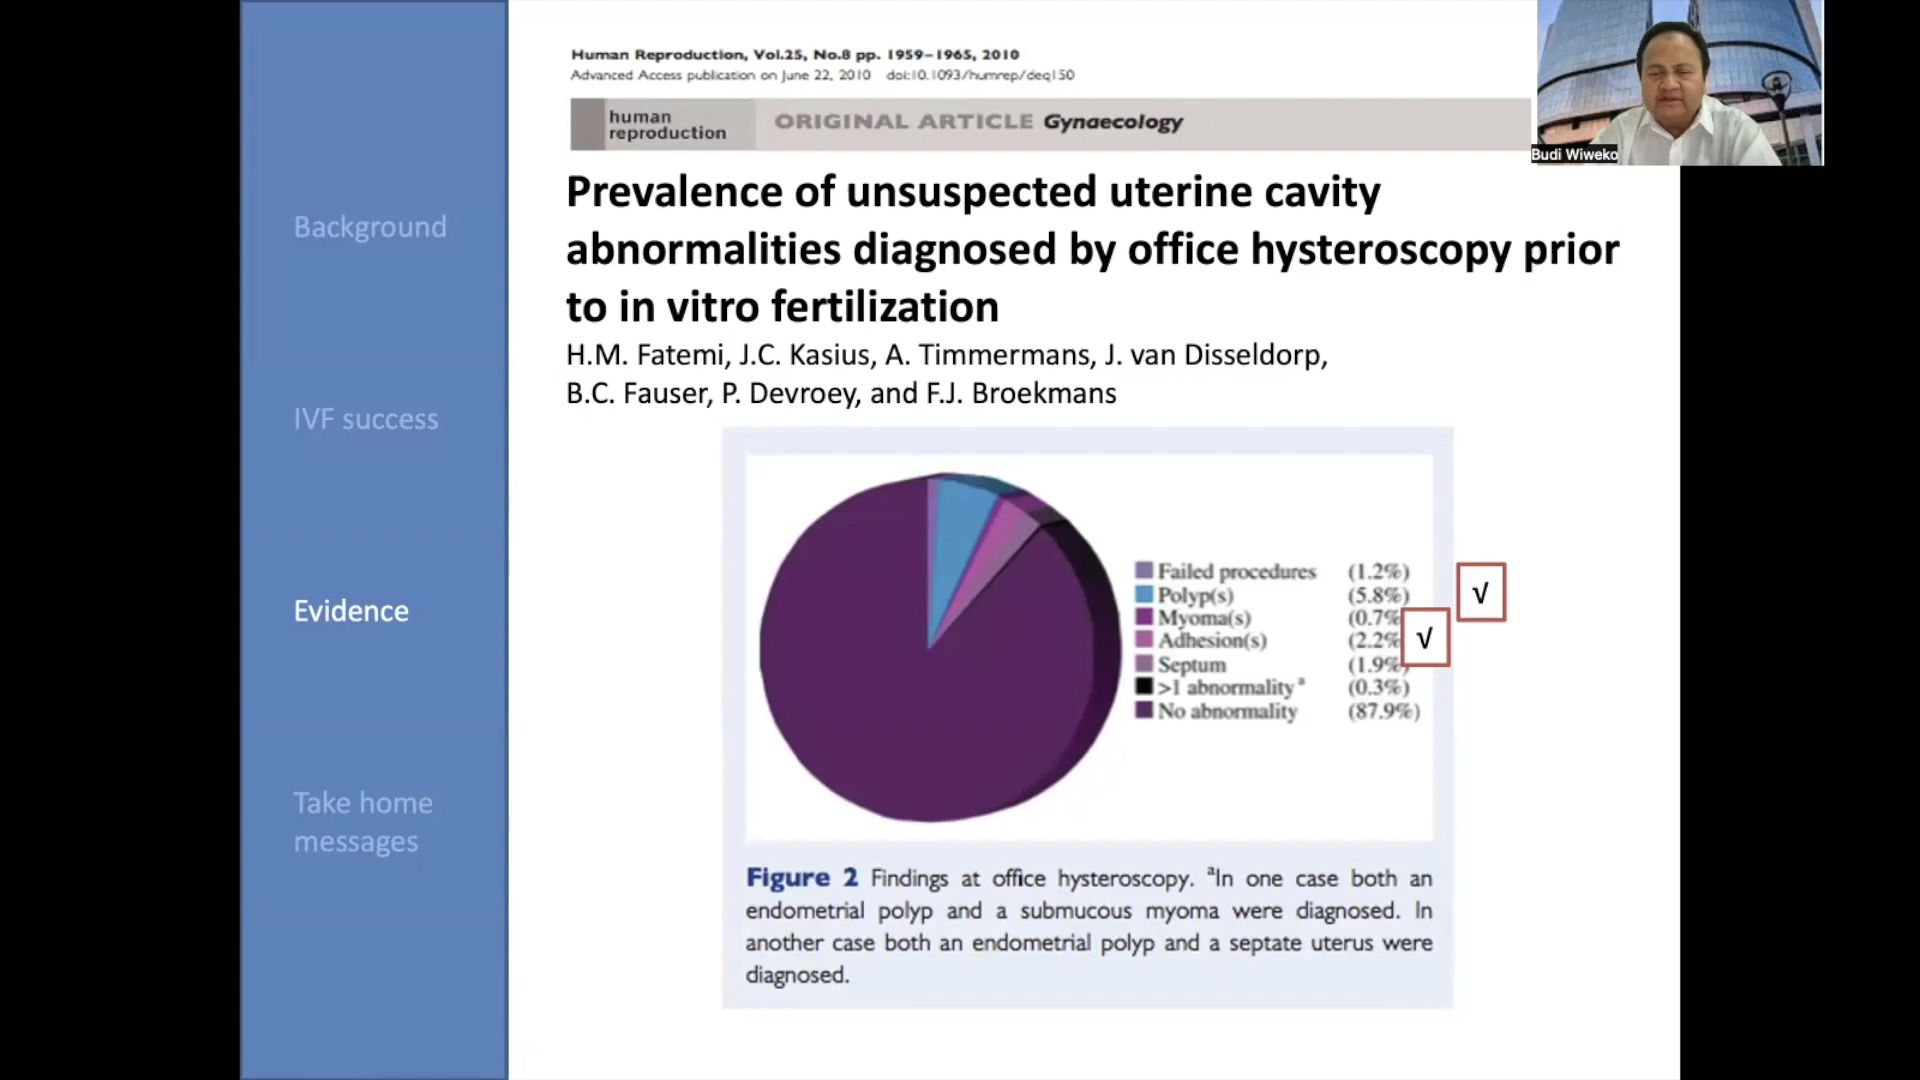 Human Reproduction, Vol.25, No.8 pp. 1959–1965, 2010
Advanced Access publication on June 22, 2010 doi:10.1093/humrep/deq150
human
reproduction
ORIGINAL ARTICLE Gynaecology
Budi Wiweko
Prevalence of unsuspected uterine cavity
abnormalities diagnosed by office hysteroscopy prior
to in vitro fertilization
H.M. Fatemi, J.C. Kasius, A. Timmermans, J. van Disseldorp,
B.C. Fauser, P. Devroey, and F.J. Broekmans
Background
IVF success
Evidence
Take home
messages
Failed procedures (1.2%)
Polyp(s) (5.8%) √
Myoma(s) (0.7%
Adhesion(s) (2.2% √
Septum (1.9%)
>1 abnormality ª (0.3%)
No abnormality (87.9%)
Figure 2 Findings at office hysteroscopy. ªIn one case both an
endometrial polyp and a submucous myoma were diagnosed. In
another case both an endometrial polyp and a septate uterus were
diagnosed.